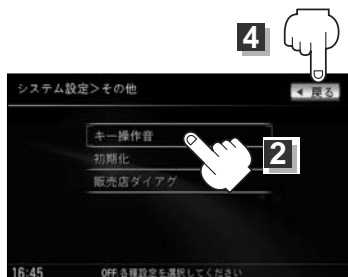 4
システム設定>その他
◀ 戻る
キー操作音
初期化
2
販売店ダイアグ
16:45 OFF:各種設定を選択してください